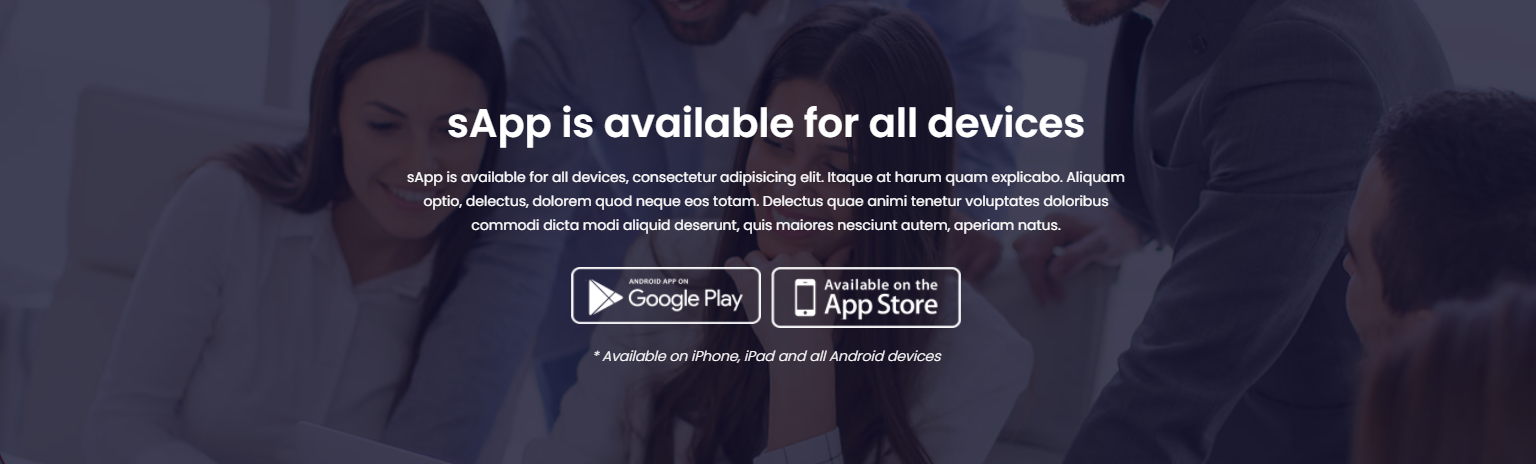 sApp is available for all devices
sApp is available for all devices, consectetur adipisicing elit. Itaque at harum quam explicabo. Aliquam
optio, delectus, dolorem quod neque eos totam. Delectus quae animi tenetur voluptates doloribus
commodi dicta modi aliquid deserunt, quis maiores nesciunt autem, aperiam natus.
ANDROID APP ON
Google Play
Available on the
App Store
* Available on iPhone, iPad and all Android devices